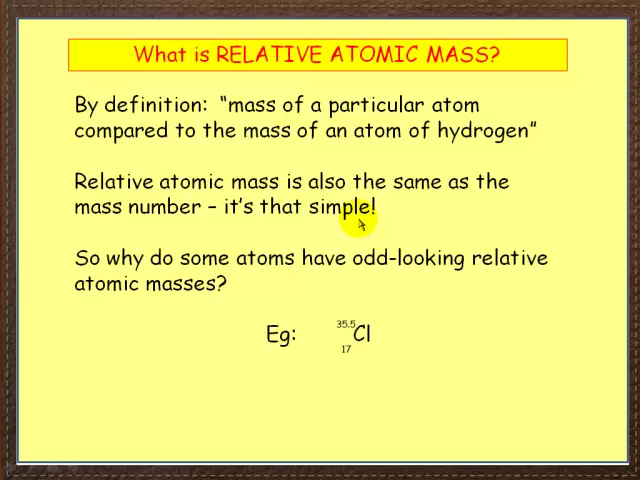 What is RELATIVE ATOMIC MASS?
By definition: “mass of a particular atom
compared to the mass of an atom of hydrogen”
Relative atomic mass is also the same as the
mass number – it's that simple!
So why do some atoms have odd-looking relative
atomic masses?
Eg: 35.5 Cl
17